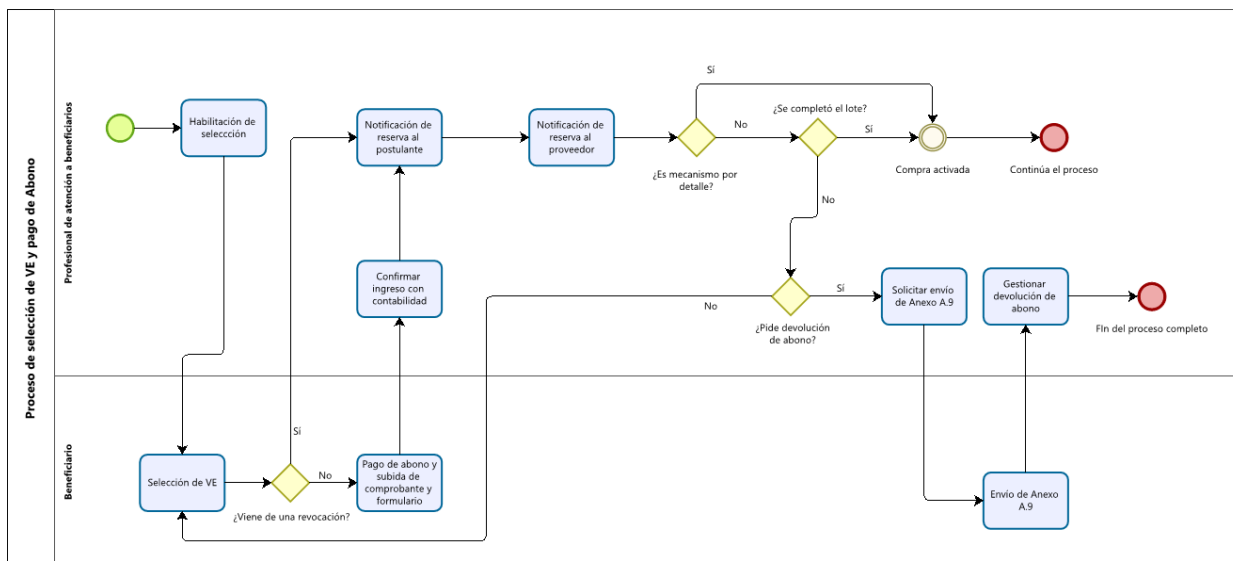 Proceso de selección de VE y pago de Abono
Profesional de atención a beneficiarios
Habilitación de
seleccción
Notificación de
reserva al
postulante
Notificación de
reserva al
proveedor
Sí
No
¿Es mecanismo por
detalle?
¿Se completó el lote?
Sí
No
Compra activada
Continúa el proceso
Confirmar
ingreso con
contabilidad
No
¿Pide devolución
de abono?
Sí
Solicitar envío
de Anexo A.9
Gestionar
devolución de
abono
FIn del proceso completo
Beneficiario
Selección de VE
Sí
No
¿Viene de una revocación?
Pago de abono y
subida de
comprobante y
formulario
Envío de Anexo
A.9